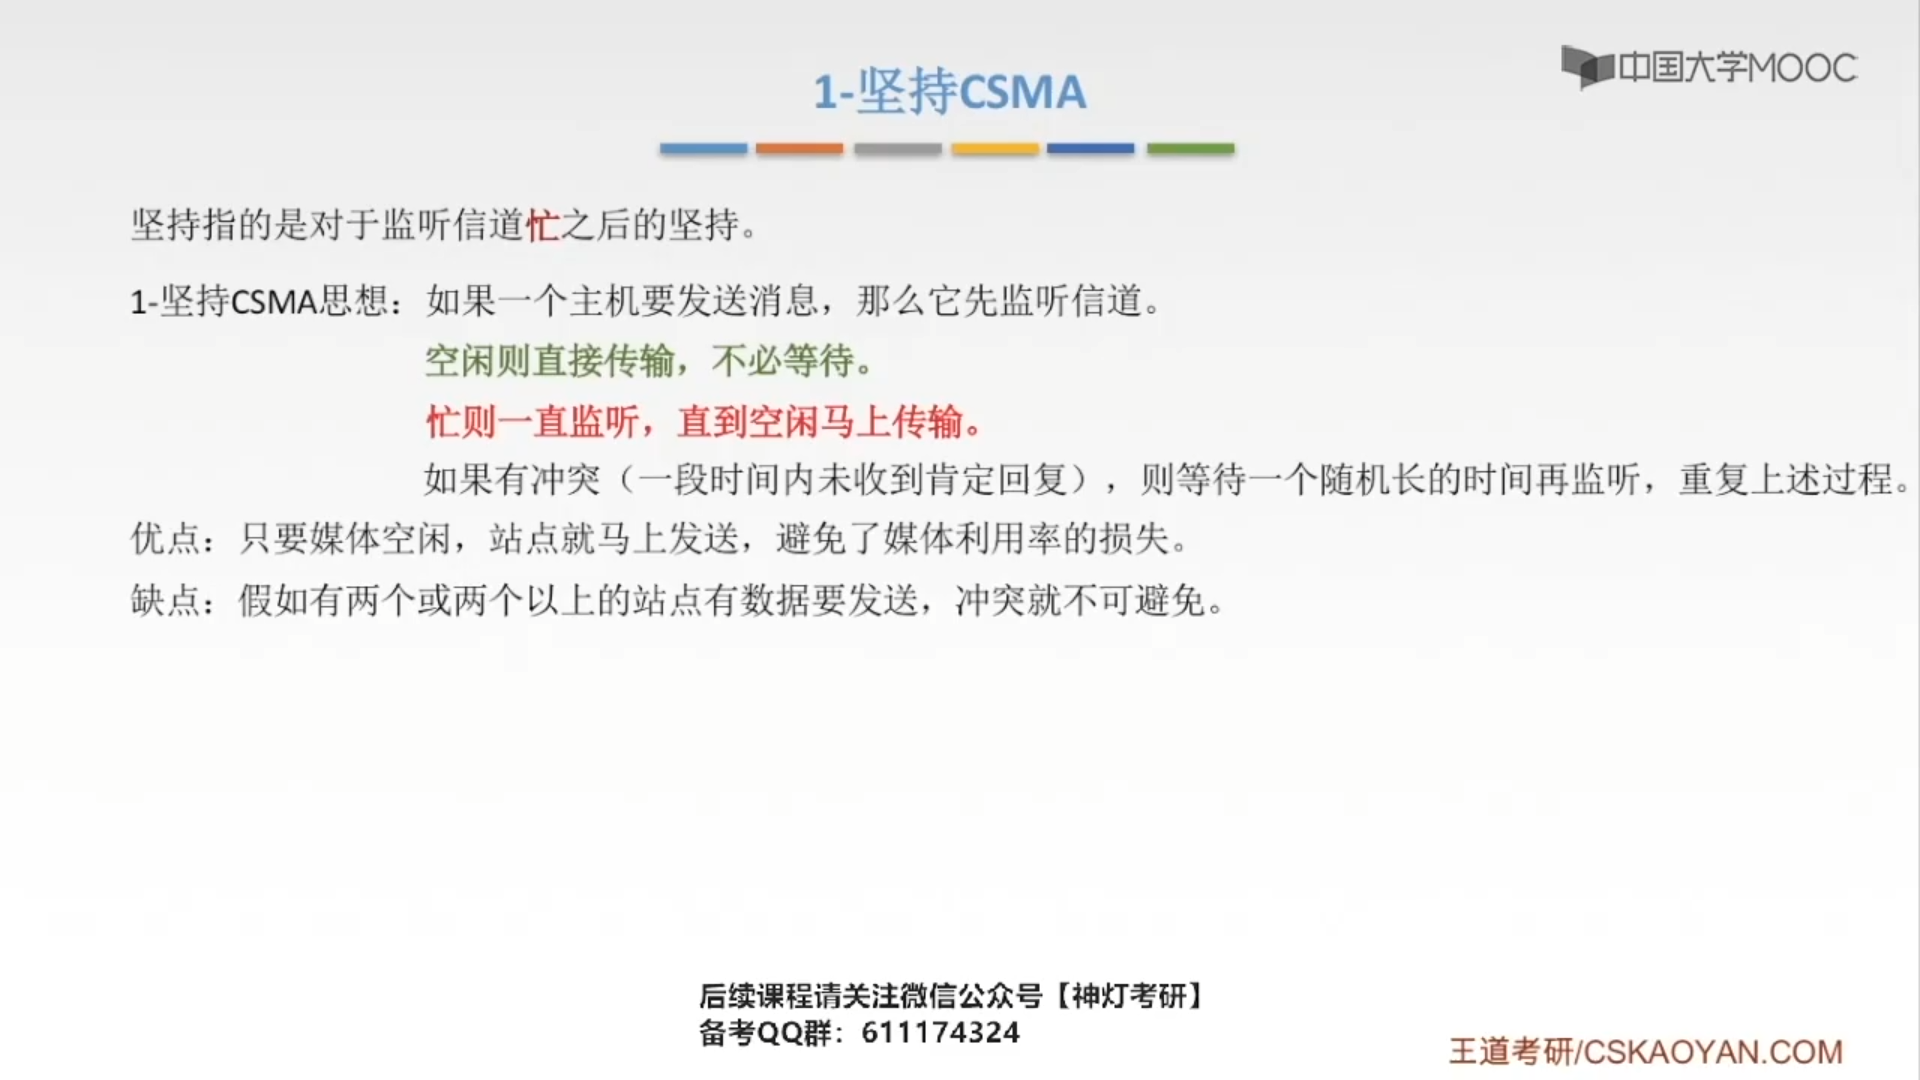 中国大学MOOC
1-坚持CSMA
坚持指的是对于监听信道忙之后的坚持。
1-坚持CSMA思想：如果一个主机要发送消息，那么它先监听信道。
空闲则直接传输，不必等待。
忙则一直监听，直到空闲马上传输。
如果有冲突（一段时间内未收到肯定回复），则等待一个随机长的时间再监听，重复上述过程。
优点：只要媒体空闲，站点就马上发送，避免了媒体利用率的损失。
缺点：假如有两个或两个以上的站点有数据要发送，冲突就不可避免。
后续课程请关注微信公众号【神灯考研】
备考QQ群：611174324
王道考研/CSKAOYAN.COM